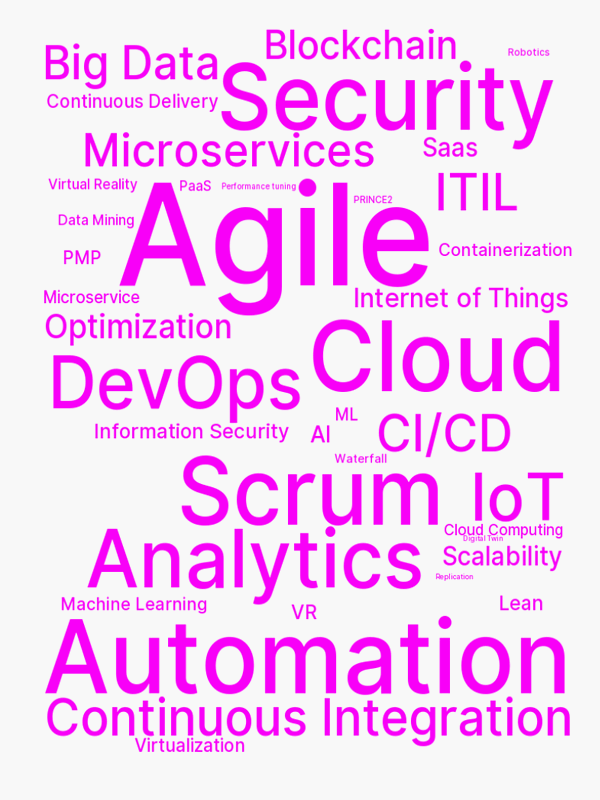 Blockchain
Robotics
Big Data
Security
Continuous Delivery
Microservices
Saas
Virtual Reality
PaaS
Performance tuning
Agile
PRINCE2
ITIL
Data Mining
PMP
Containerization
Microservice
Internet of Things
Optimization
Cloud
DevOps
ML
Information Security
AI
CI/CD
Waterfall
Scrum
IoT
Cloud Computing
Digital Twin
Analytics
Scalability
Replication
Machine Learning
VR
Lean
Automation
Continuous Integration
Virtualization